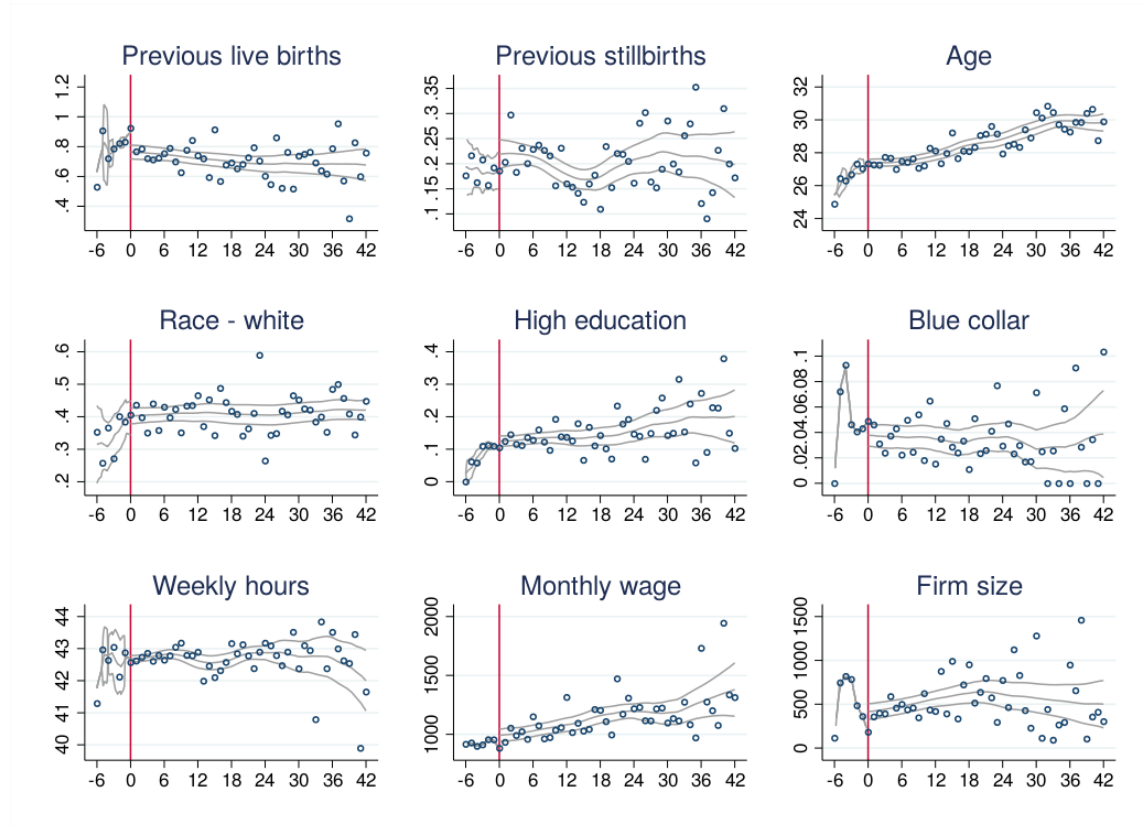 Previous live births
1.2
1
.8
.6
.4
-6 0 6 12 18 24 30 36 42
Previous stillbirths
.35
.3
.25
.2
.15
.1
-6 0 6 12 18 24 30 36 42
Age
32
30
28
26
24
-6 0 6 12 18 24 30 36 42
Race - white
.6
.5
.4
.3
.2
-6 0 6 12 18 24 30 36 42
High education
.4
.3
.2
.1
0
-6 0 6 12 18 24 30 36 42
Blue collar
.1
.08
.06
.04
.02
0
-6 0 6 12 18 24 30 36 42
Weekly hours
44
43
42
41
40
-6 0 6 12 18 24 30 36 42
Monthly wage
2000
1500
1000
-6 0 6 12 18 24 30 36 42
Firm size
1500
1000
500
0
-6 0 6 12 18 24 30 36 42